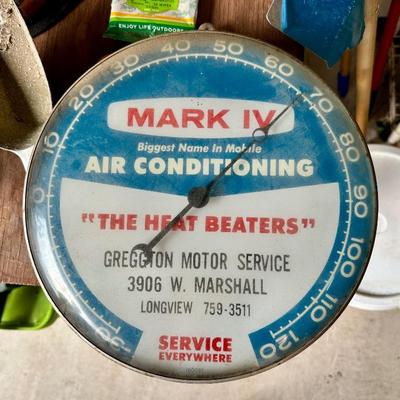 ENJOY LIFE OUTDOORS
MARK IV
Biggest Name In Mobile
AIR CONDITIONING
"THE HEAT BEATERS"
GREGGTON MOTOR SERVICE
3906 W. MARSHALL
LONGVIEW 759-3511
SERVICE
EVERYWHERE
-30
0
10
20
30
40
50
60
70
80
90
100
110
120